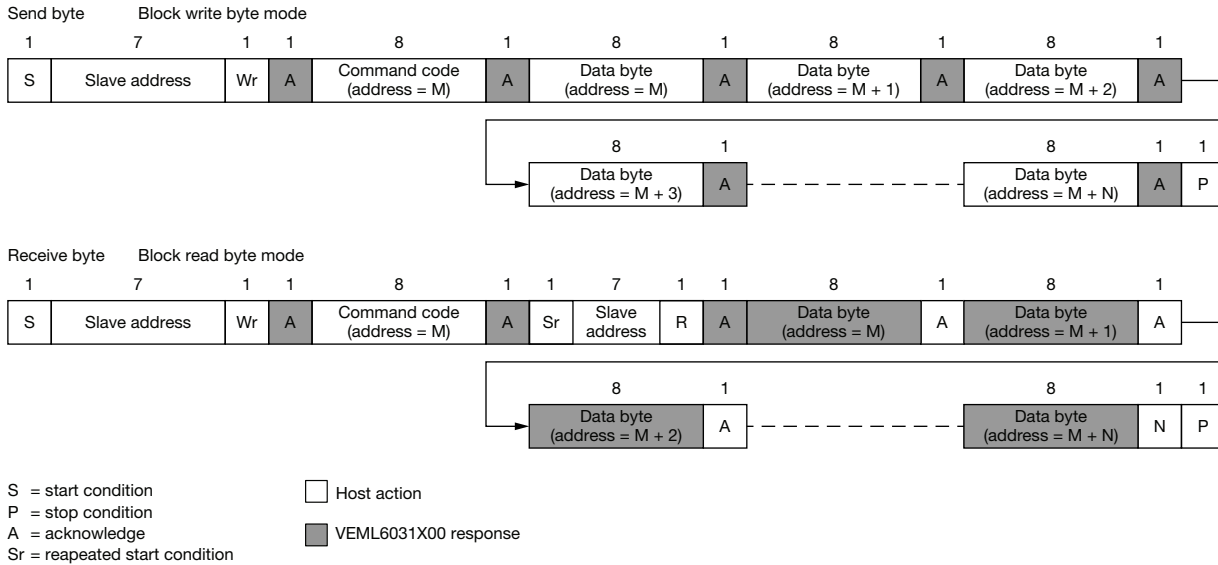 Send byte Block write byte mode
1 7 1 1 8 1 8 1 8 1 8 1
S Slave address Wr A Command code (address = M) A Data byte (address = M) A Data byte (address = M + 1) A Data byte (address = M + 2) A
8 1 8 1 1
Data byte (address = M + 3) A Data byte (address = M + N) A P
Receive byte Block read byte mode
1 7 1 1 8 1 1 7 1 1 8 1 8 1
S Slave address Wr A Command code (address = M) A Sr Slave address R A Data byte (address = M) A Data byte (address = M + 1) A
8 1 8 1 1
Data byte (address = M + 2) A Data byte (address = M + N) N P
S = start condition
P = stop condition
A = acknowledge
Sr = reapeated start condition
Host action
VEML6031X00 response